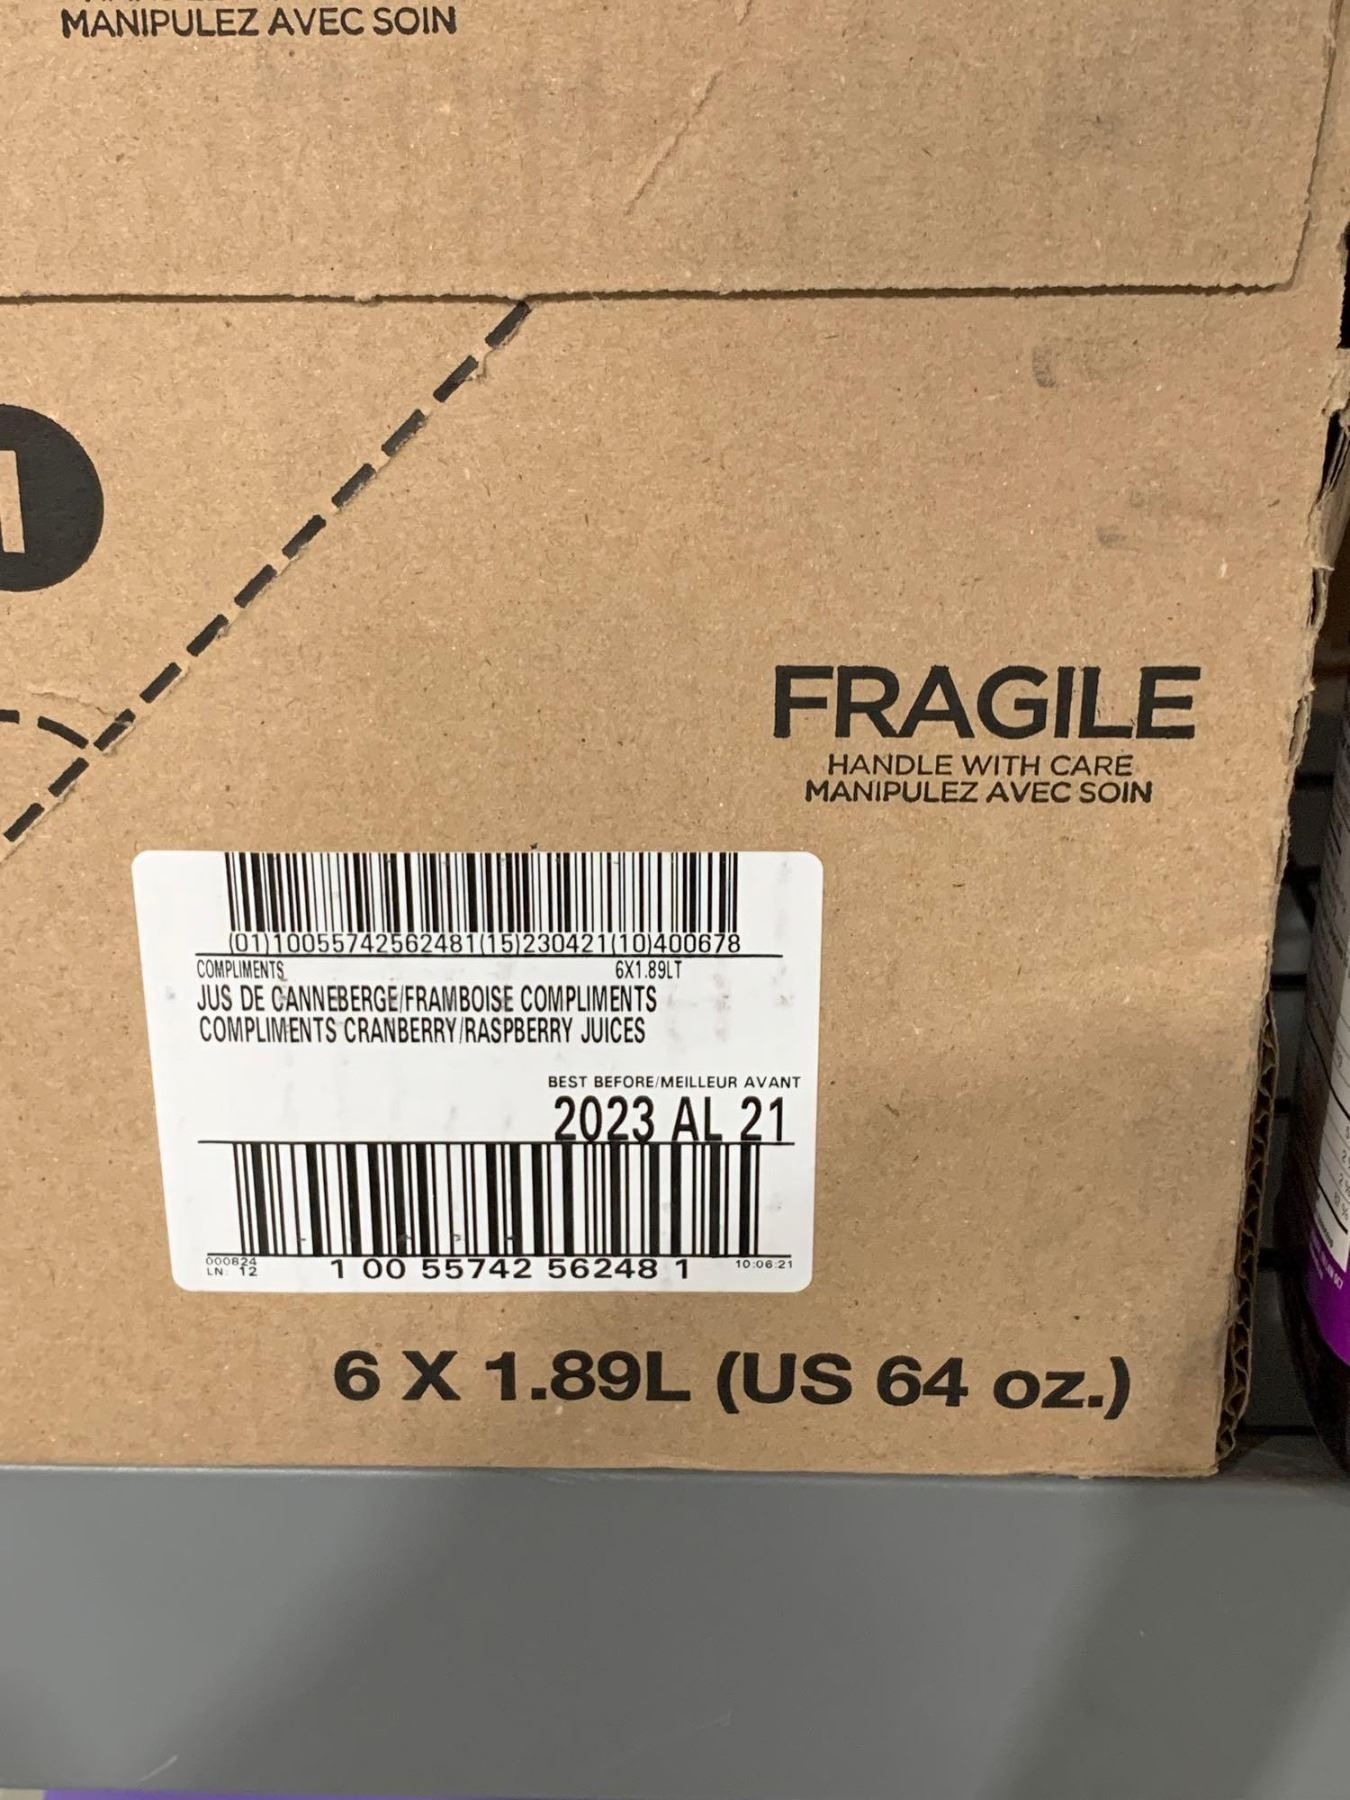 MANIPULEZ AVEC SOIN
1
FRAGILE
HANDLE WITH CARE
MANIPULEZ AVEC SOIN
(01)10055742562481(15)230421(10)400678
COMPLIMENTS 6X1.89LT
JUS DE CANNEBERGE/FRAMBOISE COMPLIMENTS
COMPLIMENTS CRANBERRY/RASPBERRY JUICES
BEST BEFORE/MEILLEUR AVANT
2023 AL 21
000824
LN: 12
1 00 55742 56248 1
10:06:21
6 X 1.89L (US 64 oz.)